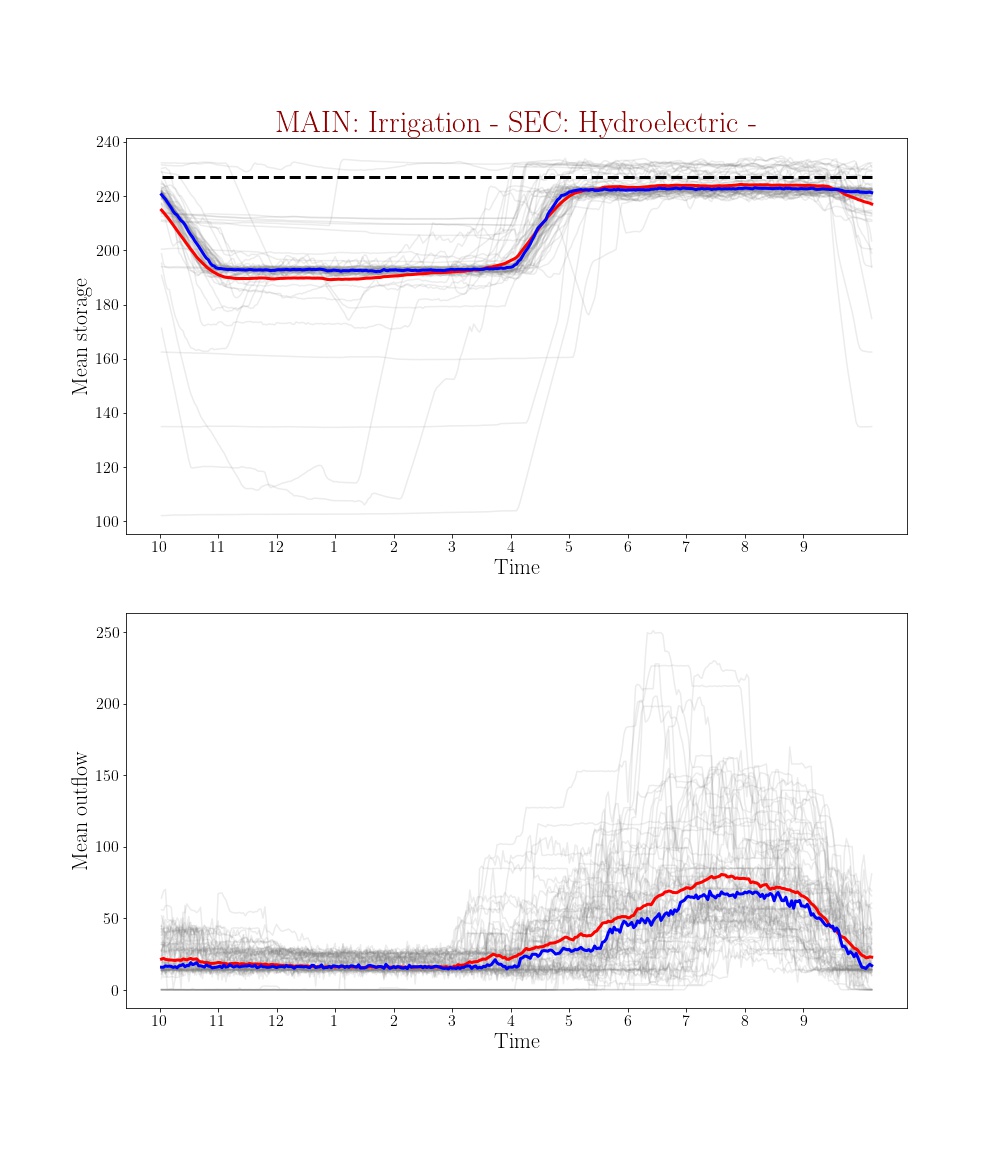 MAIN: Irrigation - SEC: Hydroelectric -
240
220
200
180
160
140
120
100
Mean storage
10 11 12 1 2 3 4 5 6 7 8 9
Time
250
200
150
100
50
0
Mean outflow
10 11 12 1 2 3 4 5 6 7 8 9
Time